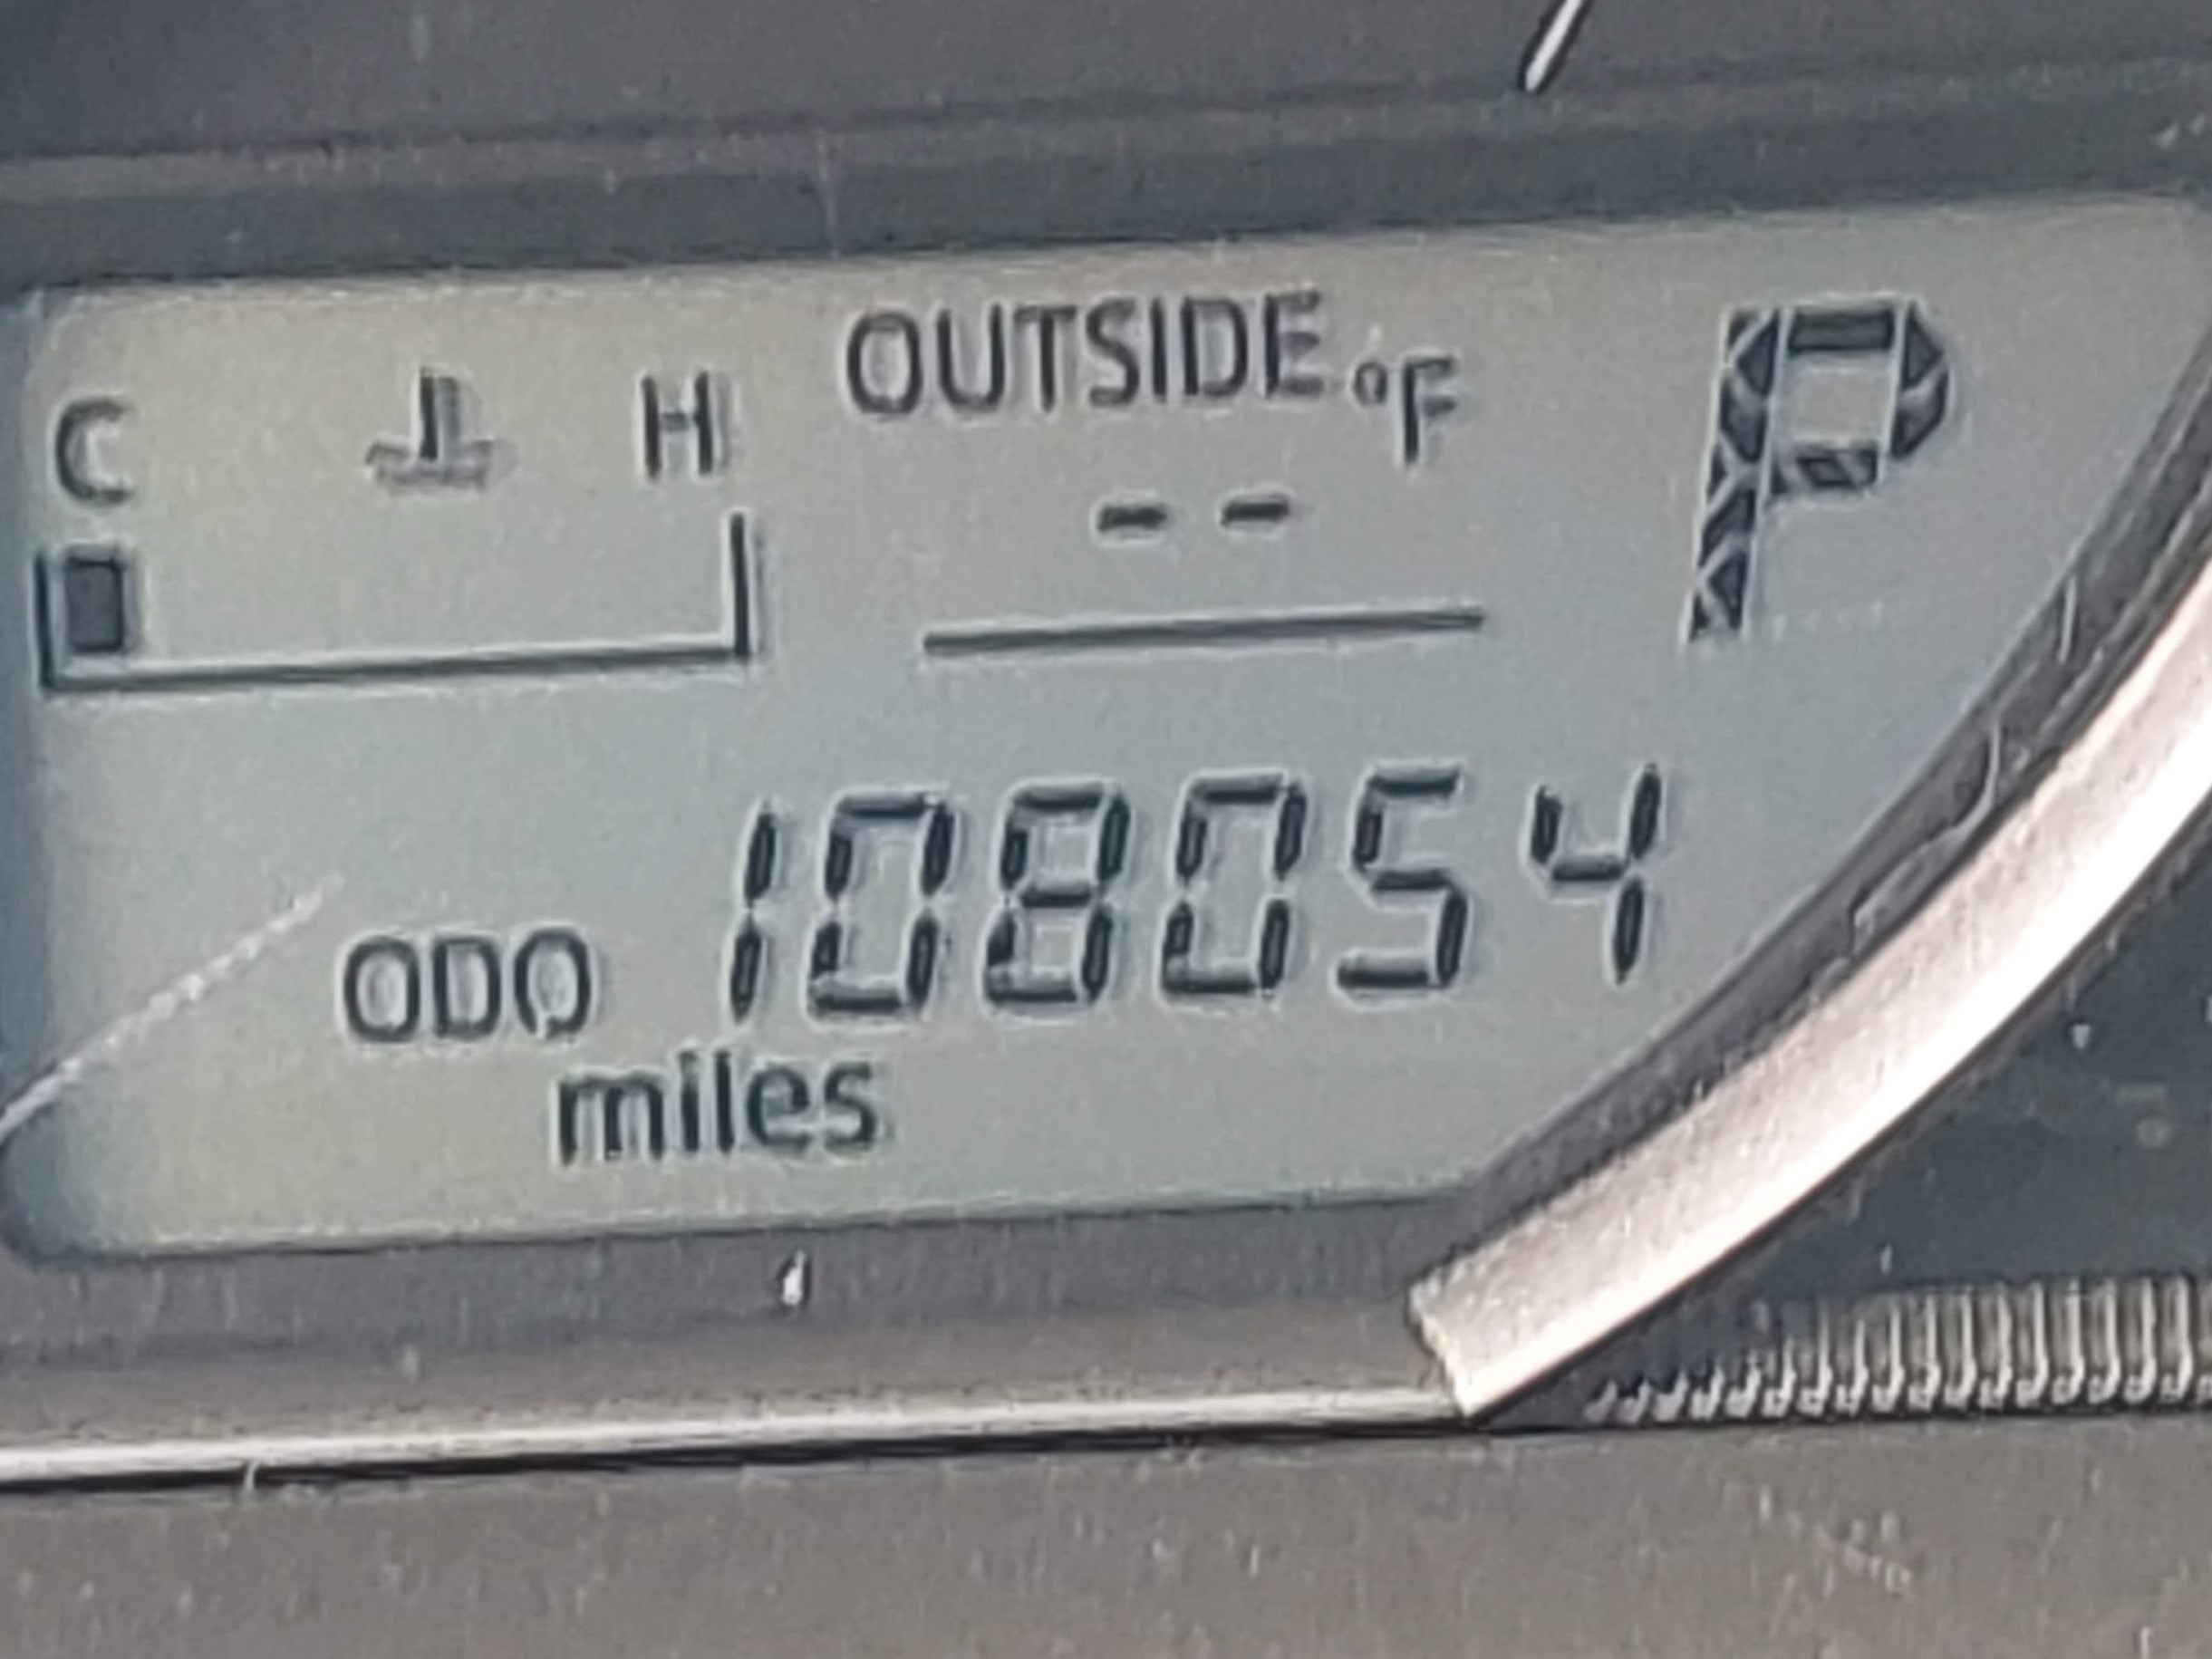 C H
OUTSIDE °F
--
P
ODO 108054
miles